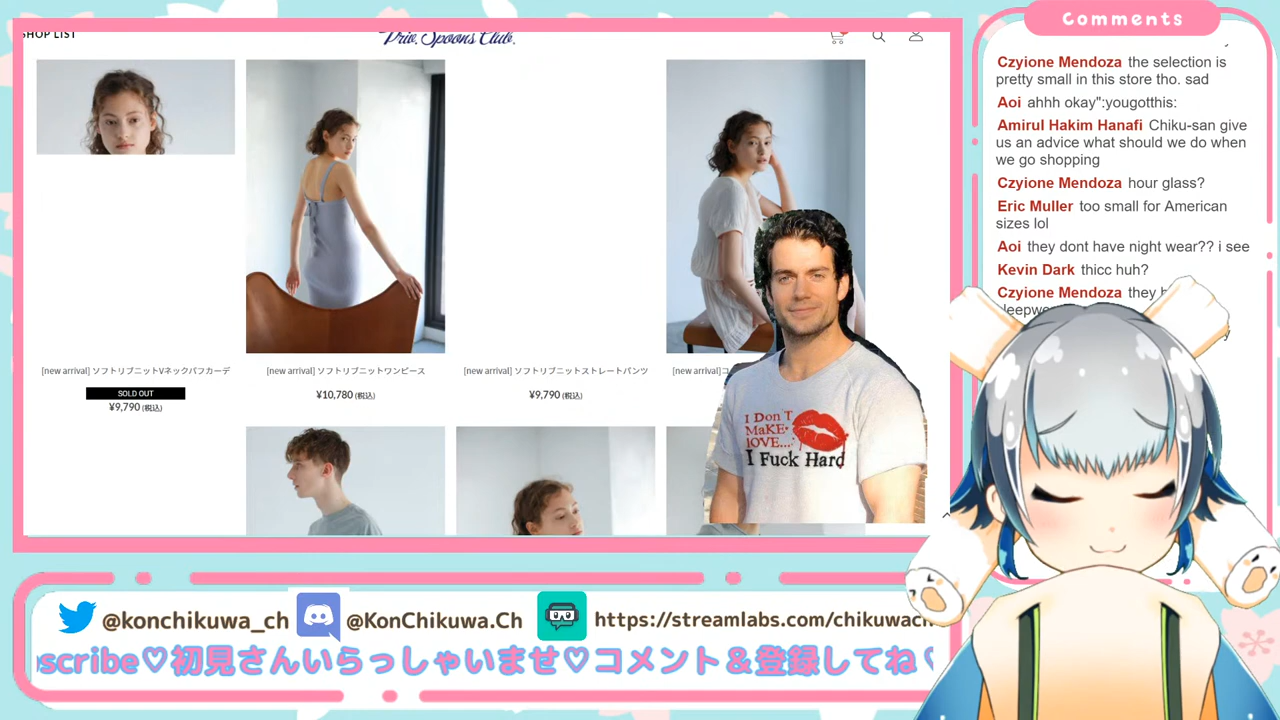 SHOP LIST
Priv. Spoons Club.
[new arrival] ソフトリブニットVネックパフカーデ
SOLD OUT
¥9,790 (税込)
[new arrival] ソフトリブニットワンピース
¥10,780 (税込)
[new arrival] ソフトリブニットストレートパンツ
¥9,790 (税込)
[new arrival]コ
I Don'T
MaKE
lOVE...
I Fuck Hard
Comments
Czyione Mendoza the selection is
pretty small in this store tho. sad
Aoi ahhh okay":yougotthis:
Amirul Hakim Hanafi Chiku-san give
us an advice what should we do when
we go shopping
Czyione Mendoza hour glass?
Eric Muller too small for American
sizes lol
Aoi they dont have night wear?? i see
Kevin Dark thicc huh?
Czyione Mendoza they
@konchikuwa_ch
@KonChikuwa.Ch
https://streamlabs.com/chikuwach
scribe♡初見さんいらっしゃいませ♡コメント＆登録してね